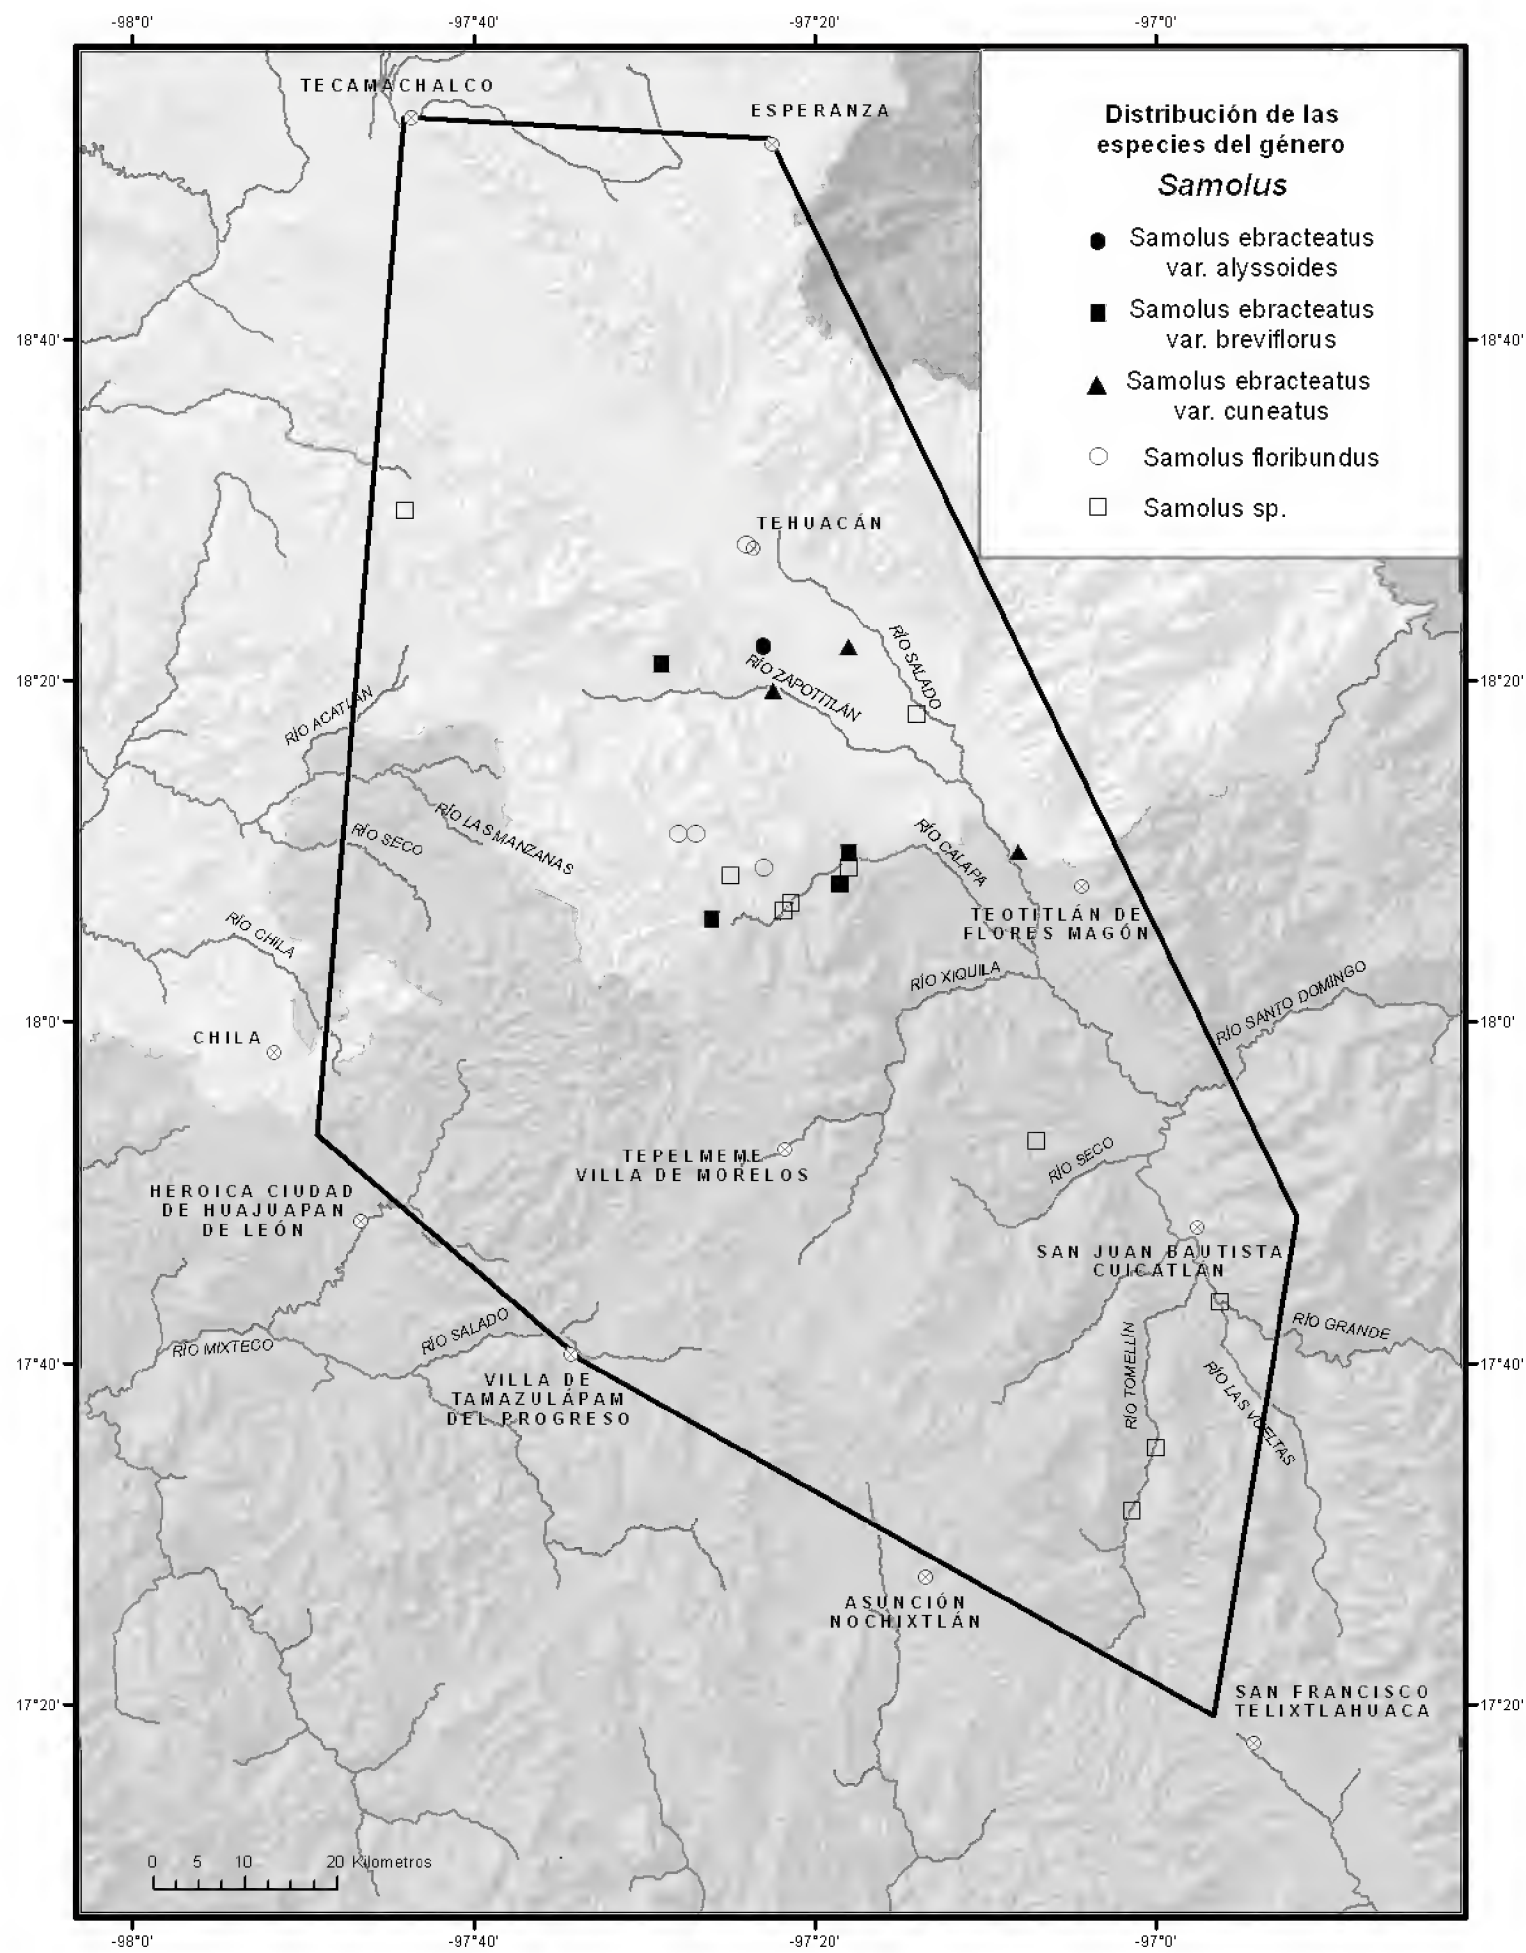 -98°0'
-97°40'
-97°20'
-97°0'
TECAMACHALCO
ESPERANZA
Distribución de las
especies del género
Samolus
Samolus ebracteatus
var. alyssoides
Samolus ebracteatus
var. breviflorus
Samolus ebracteatus
var. cuneatus
Samolus floribundus
Samolus sp.
18°40'
18°40'
TEHUACÁN
RÍO SALADO
RÍO ZAPOTITLÁN
18°20'
18°20'
RÍO ACATLÁN
RÍO LAS MANZANAS
RÍO SECO
RÍO CALAPA
TEOTITLÁN DE
FLORES MAGÓN
RÍO CHILA
RÍO XIQUILA
RÍO SANTO DOMINGO
18°0'
18°0'
CHILA
TEPELMEME
VILLA DE MORELOS
RÍO SECO
HEROICA CIUDAD
DE HUAJUAPAN
DE LEÓN
SAN JUAN BAUTISTA
CUICATLÁN
RÍO SALADO
RÍO MIXTECO
RÍO GRANDE
RÍO TOMELLÍN
RÍO LAS VUELTAS
17°40'
17°40'
VILLA DE
TAMAZULÁPAM
DEL PROGRESO
ASUNCIÓN
NOCHIXTLÁN
SAN FRANCISCO
TELIXTLAHUACA
17°20'
17°20'
0 5 10 20 Kilometros
-98°0'
-97°40'
-97°20'
-97°0'